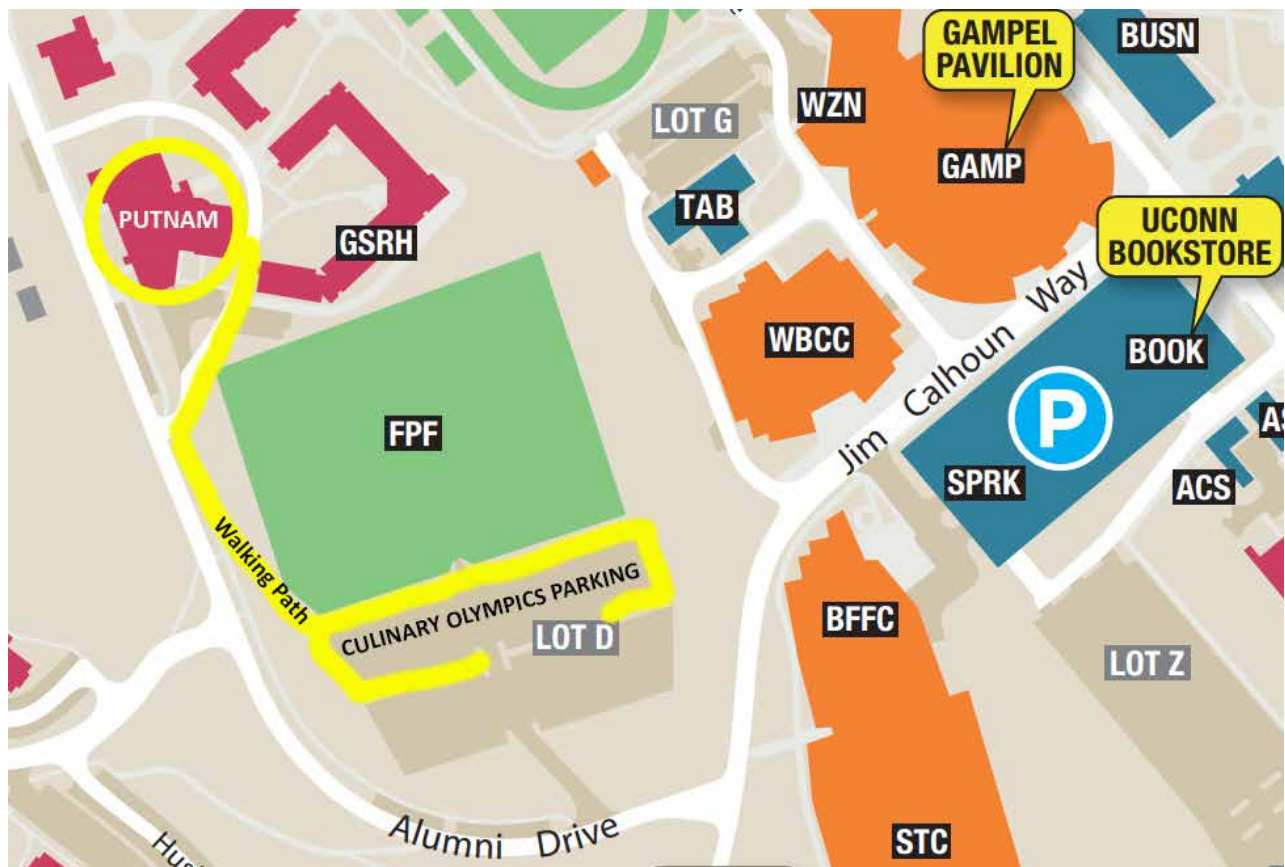 GAMPEL
PAVILION
BUSN
WZN
LOT G
GAMP
TAB
PUTNAM
GSRH
UCONN
BOOKSTORE
WBCC
BOOK
Jim Calhoun Way
P
FPF
SPRK
ACS
Walking Path
CULINARY OLYMPICS PARKING
LOT D
BFFC
LOT Z
Alumni Drive
STC